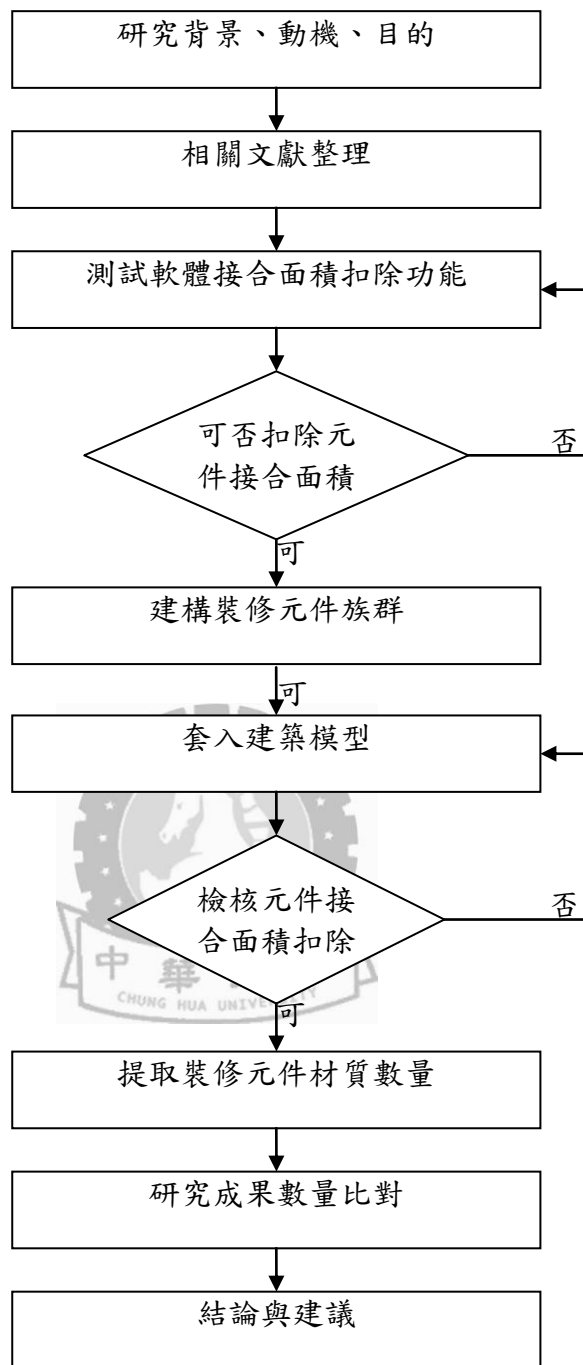 研究背景、動機、目的
相關文獻整理
測試軟體接合面積扣除功能
可否扣除元
件接合面積
否
可
建構裝修元件族群
可
套入建築模型
檢核元件接
合面積扣除
否
中華
CHUNG HUA UNIVERSITY
可
提取裝修元件材質數量
研究成果數量比對
結論與建議